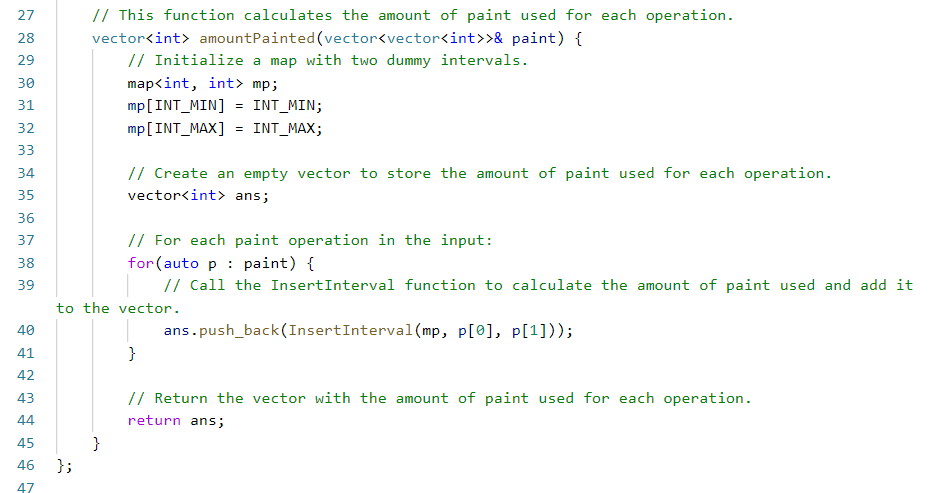 27 // This function calculates the amount of paint used for each operation.
28 vector<int> amountPainted(vector<vector<int>>& paint) {
29 // Initialize a map with two dummy intervals.
30 map<int, int> mp;
31 mp[INT_MIN] = INT_MIN;
32 mp[INT_MAX] = INT_MAX;
33
34 // Create an empty vector to store the amount of paint used for each operation.
35 vector<int> ans;
36
37 // For each paint operation in the input:
38 for(auto p : paint) {
39 // Call the InsertInterval function to calculate the amount of paint used and add it
to the vector.
40 ans.push_back(InsertInterval(mp, p[0], p[1]));
41 }
42
43 // Return the vector with the amount of paint used for each operation.
44 return ans;
45 }
46 };
47